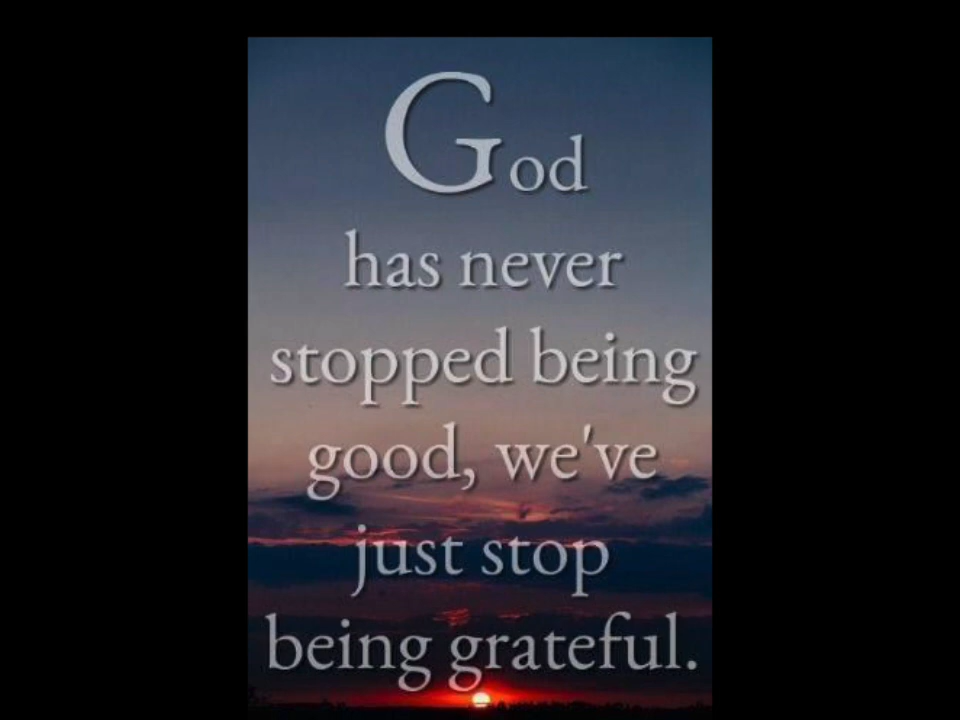 God
has never
stopped being
good, we've
just stop
being grateful.